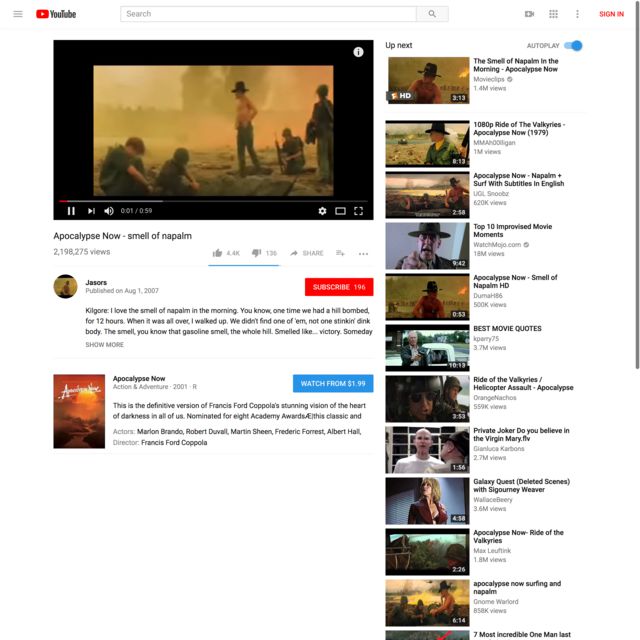 YouTube
Search
SIGN IN
0:01 / 0:59
Apocalypse Now - smell of napalm
2,198,275 views
4.4K
136
SHARE
Jasors
Published on Aug 1, 2007
SUBSCRIBE 196
Kilgore: I love the smell of napalm in the morning. You know, one time we had a hill bombed,
for 12 hours. When it was all over, I walked up. We didn't find one of 'em, not one stinkin' dink
body. The smell, you know that gasoline smell, the whole hill. Smelled like... victory. Someday
SHOW MORE
Apocalypse Now
Apocalypse Now
Action & Adventure · 2001 · R
WATCH FROM $1.99
This is the definitive version of Francis Ford Coppola's stunning vision of the heart
of darkness in all of us. Nominated for eight Academy AwardsÆ|this classic and
Actors: Marlon Brando, Robert Duvall, Martin Sheen, Frederic Forrest, Albert Hall,
Director: Francis Ford Coppola
Up next
AUTOPLAY
HD
3:13
The Smell of Napalm In the
Morning - Apocalypse Now
Movieclips
1.4M views
8:13
1080p Ride of The Valkyries -
Apocalypse Now (1979)
MMAh00lligan
1M views
2:58
Apocalypse Now - Napalm +
Surf With Subtitles In English
UGL Snoobz
620K views
9:42
Top 10 Improvised Movie
Moments
WatchMojo.com
18M views
0:53
Apocalypse Now - Smell of
Napalm HD
DumaH86
500K views
10:13
BEST MOVIE QUOTES
kparry75
3.7M views
3:53
Ride of the Valkyries /
Helicopter Assault - Apocalypse
OrangeNachos
559K views
1:56
Private Joker Do you believe in
the Virgin Mary.flv
Gianluca Karbons
2.7M views
4:58
Galaxy Quest (Deleted Scenes)
with Sigourney Weaver
WallaceBeery
3.6M views
2:26
Apocalypse Now- Ride of the
Valkyries
Max Leuftink
1.8M views
6:14
apocalypse now surfing and
napalm
Gnome Warlord
858K views
7 Most incredible One Man last